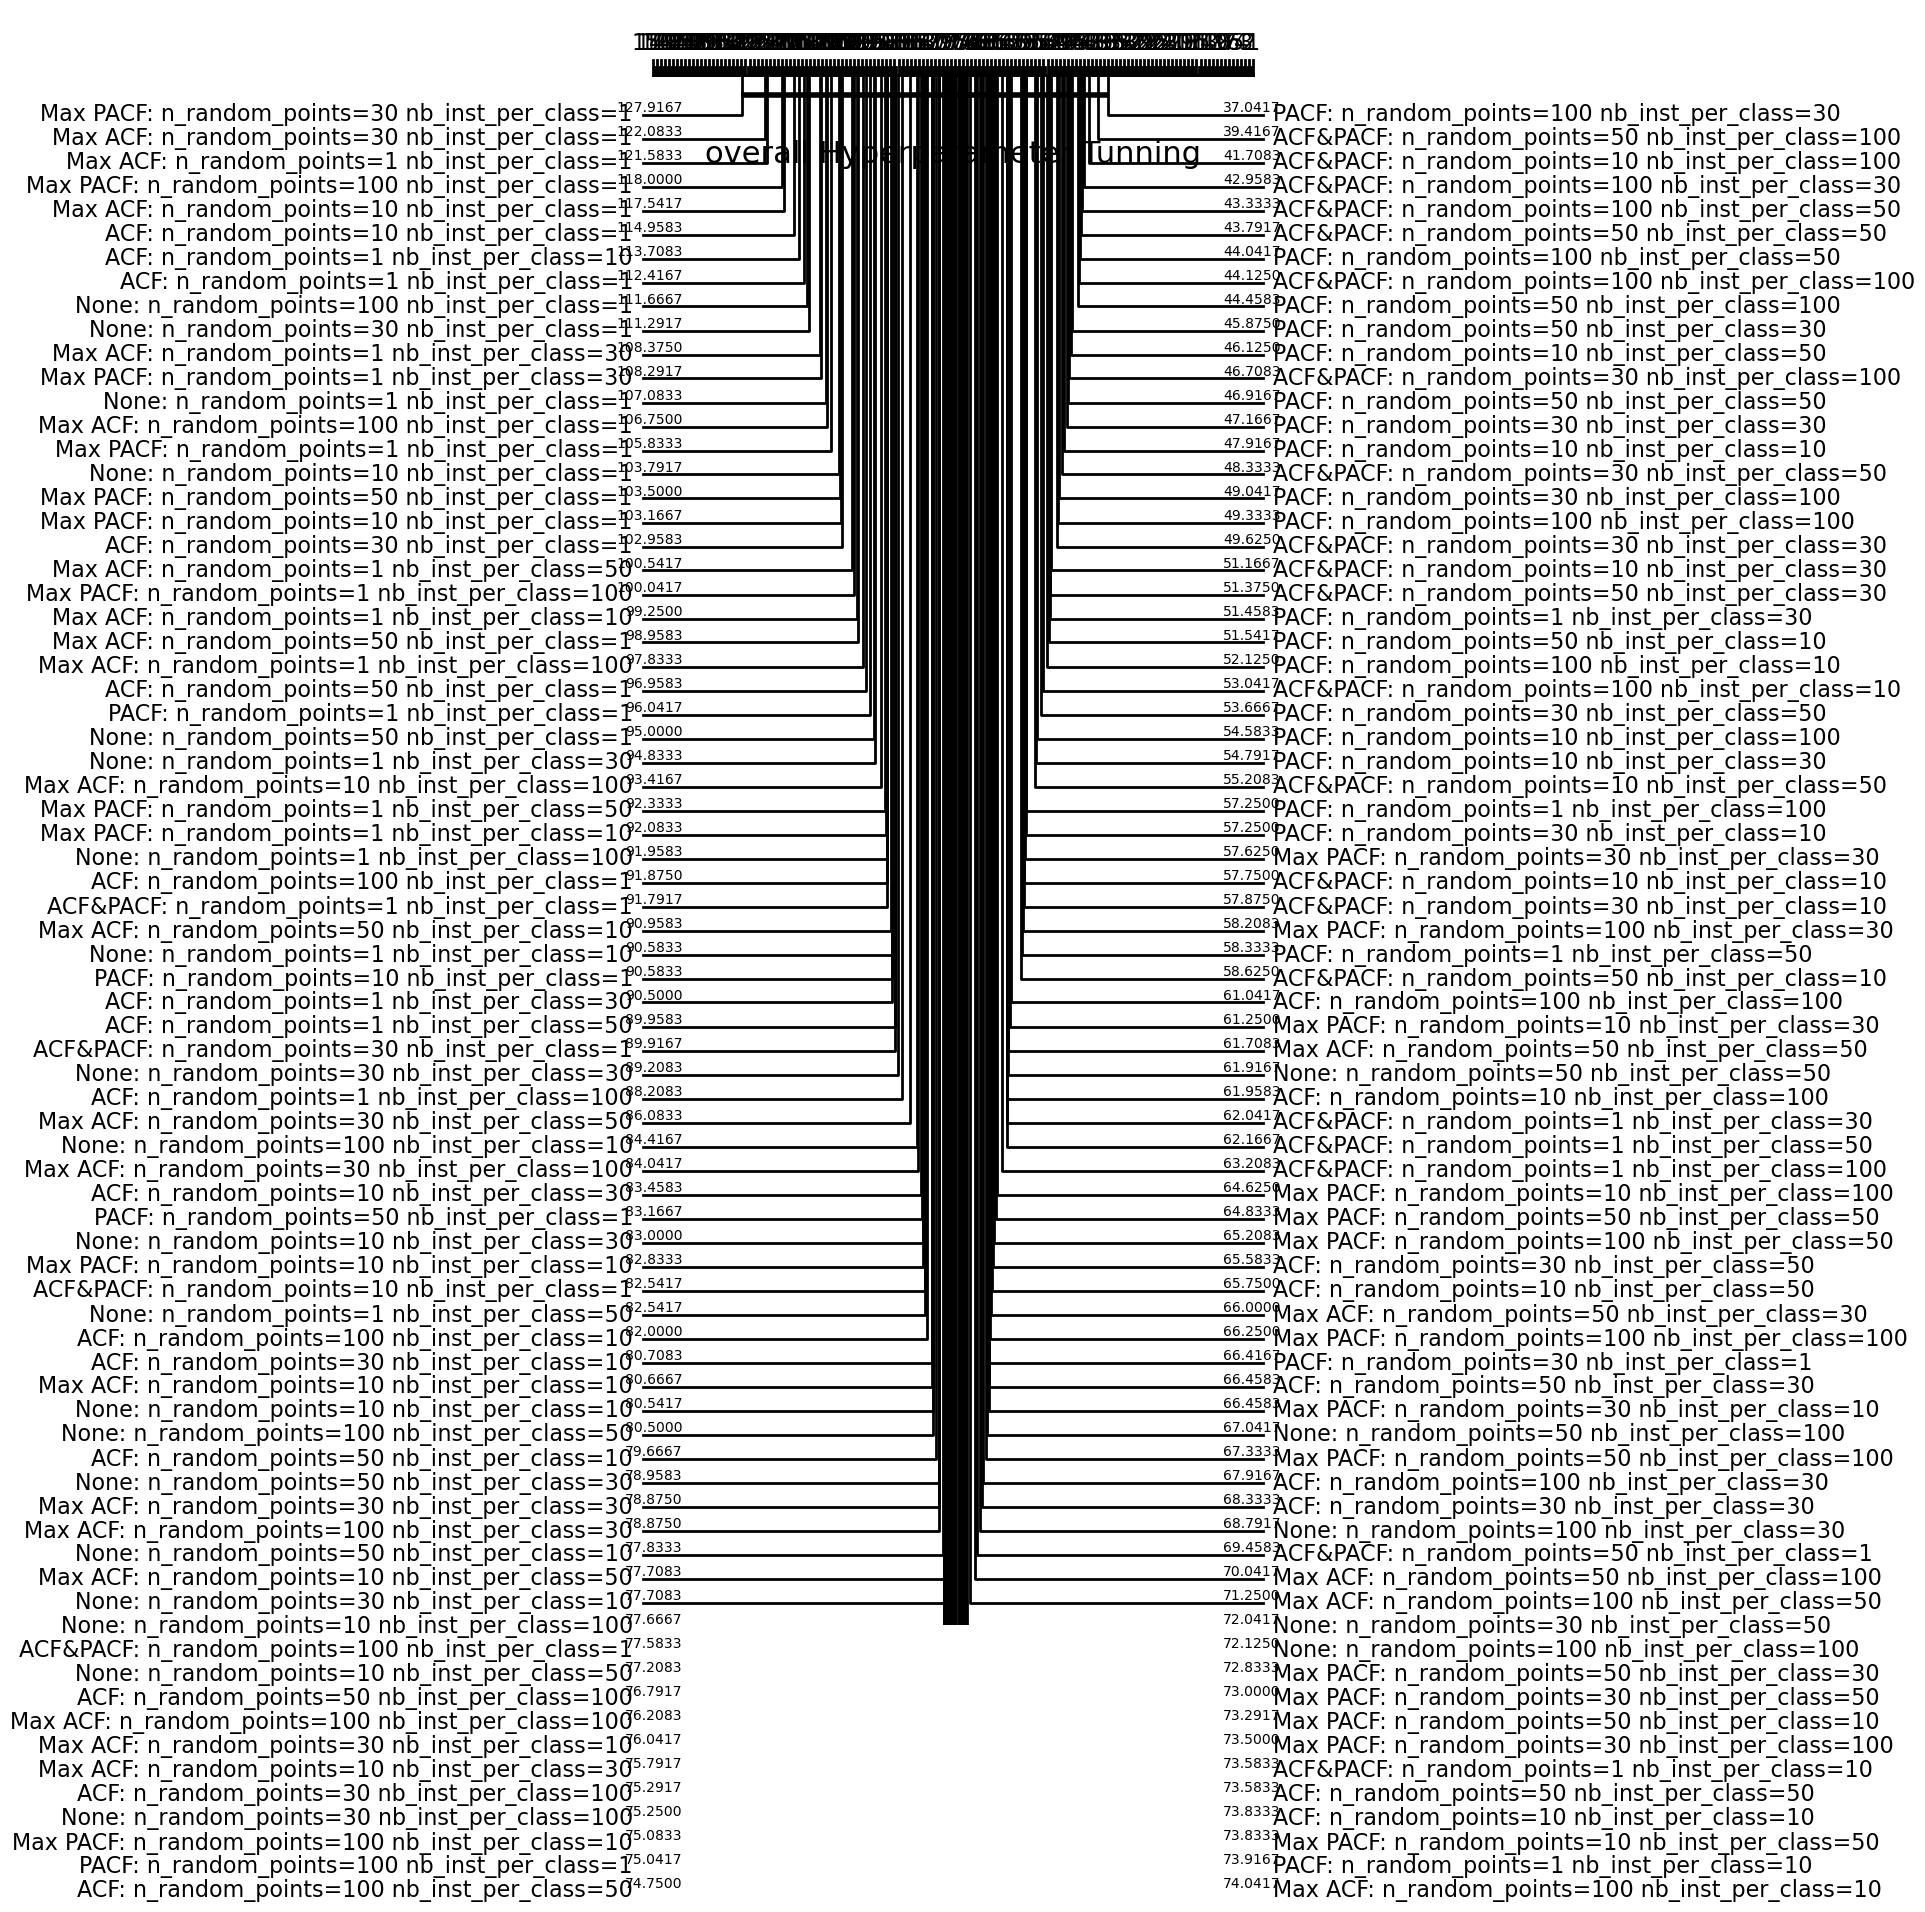 Max PACF: n_random_points=30 nb_inst_per_class=1 127.9167 37.0417 PACF: n_random_points=100 nb_inst_per_class=30
Max ACF: n_random_points=30 nb_inst_per_class=1 122.0833 39.4167 ACF&PACF: n_random_points=50 nb_inst_per_class=100
overall Hyperparameter Tunning
Max ACF: n_random_points=1 nb_inst_per_class=1 121.5833 41.7083 ACF&PACF: n_random_points=10 nb_inst_per_class=100
Max PACF: n_random_points=100 nb_inst_per_class=1 118.0000 42.9583 ACF&PACF: n_random_points=100 nb_inst_per_class=30
Max ACF: n_random_points=10 nb_inst_per_class=1 117.5417 43.3333 ACF&PACF: n_random_points=100 nb_inst_per_class=50
ACF: n_random_points=10 nb_inst_per_class=1 114.9583 43.7917 ACF&PACF: n_random_points=50 nb_inst_per_class=50
ACF: n_random_points=1 nb_inst_per_class=10 113.7083 44.0417 PACF: n_random_points=100 nb_inst_per_class=50
ACF: n_random_points=1 nb_inst_per_class=1 112.4167 44.1250 ACF&PACF: n_random_points=100 nb_inst_per_class=100
None: n_random_points=100 nb_inst_per_class=1 111.6667 44.4583 PACF: n_random_points=50 nb_inst_per_class=100
None: n_random_points=30 nb_inst_per_class=1 111.2917 45.8750 PACF: n_random_points=50 nb_inst_per_class=30
Max ACF: n_random_points=1 nb_inst_per_class=30 108.3750 46.1250 PACF: n_random_points=10 nb_inst_per_class=50
Max PACF: n_random_points=1 nb_inst_per_class=30 108.2917 46.7083 ACF&PACF: n_random_points=30 nb_inst_per_class=100
None: n_random_points=1 nb_inst_per_class=1 107.0833 46.9167 PACF: n_random_points=50 nb_inst_per_class=50
Max ACF: n_random_points=100 nb_inst_per_class=1 106.7500 47.1667 PACF: n_random_points=30 nb_inst_per_class=30
Max PACF: n_random_points=1 nb_inst_per_class=1 105.8333 47.9167 PACF: n_random_points=10 nb_inst_per_class=10
None: n_random_points=10 nb_inst_per_class=1 103.7917 48.3333 ACF&PACF: n_random_points=30 nb_inst_per_class=50
Max PACF: n_random_points=50 nb_inst_per_class=1 103.5000 49.0417 PACF: n_random_points=30 nb_inst_per_class=100
Max PACF: n_random_points=10 nb_inst_per_class=1 103.1667 49.3333 PACF: n_random_points=100 nb_inst_per_class=100
ACF: n_random_points=30 nb_inst_per_class=1 102.9583 49.6250 ACF&PACF: n_random_points=30 nb_inst_per_class=30
Max ACF: n_random_points=1 nb_inst_per_class=50 100.5417 51.1667 ACF&PACF: n_random_points=10 nb_inst_per_class=30
Max PACF: n_random_points=1 nb_inst_per_class=100 100.0417 51.3750 ACF&PACF: n_random_points=50 nb_inst_per_class=30
Max ACF: n_random_points=1 nb_inst_per_class=10 99.2500 51.4583 PACF: n_random_points=1 nb_inst_per_class=30
Max ACF: n_random_points=50 nb_inst_per_class=1 98.9583 51.5417 PACF: n_random_points=50 nb_inst_per_class=10
Max ACF: n_random_points=1 nb_inst_per_class=100 97.8333 52.1250 PACF: n_random_points=100 nb_inst_per_class=10
ACF: n_random_points=50 nb_inst_per_class=1 96.9583 53.0417 ACF&PACF: n_random_points=100 nb_inst_per_class=10
PACF: n_random_points=1 nb_inst_per_class=1 96.0417 53.6667 PACF: n_random_points=30 nb_inst_per_class=50
None: n_random_points=50 nb_inst_per_class=1 95.0000 54.5833 PACF: n_random_points=10 nb_inst_per_class=100
None: n_random_points=1 nb_inst_per_class=30 94.8333 54.7917 PACF: n_random_points=10 nb_inst_per_class=30
Max ACF: n_random_points=10 nb_inst_per_class=100 93.4167 55.2083 ACF&PACF: n_random_points=10 nb_inst_per_class=50
Max PACF: n_random_points=1 nb_inst_per_class=50 92.3333 57.2500 PACF: n_random_points=1 nb_inst_per_class=100
Max PACF: n_random_points=1 nb_inst_per_class=10 92.0833 57.2500 PACF: n_random_points=30 nb_inst_per_class=10
None: n_random_points=1 nb_inst_per_class=100 91.9583 57.6250 Max PACF: n_random_points=30 nb_inst_per_class=30
ACF: n_random_points=100 nb_inst_per_class=1 91.8750 57.7500 ACF&PACF: n_random_points=10 nb_inst_per_class=10
ACF&PACF: n_random_points=1 nb_inst_per_class=1 91.7917 57.8750 ACF&PACF: n_random_points=30 nb_inst_per_class=10
Max ACF: n_random_points=50 nb_inst_per_class=10 90.9583 58.2083 Max PACF: n_random_points=100 nb_inst_per_class=30
None: n_random_points=1 nb_inst_per_class=10 90.5833 58.3333 PACF: n_random_points=1 nb_inst_per_class=50
PACF: n_random_points=10 nb_inst_per_class=1 90.5833 58.6250 ACF&PACF: n_random_points=50 nb_inst_per_class=10
ACF: n_random_points=1 nb_inst_per_class=30 90.5000 61.0417 ACF: n_random_points=100 nb_inst_per_class=100
ACF: n_random_points=1 nb_inst_per_class=50 89.9583 61.2500 Max PACF: n_random_points=10 nb_inst_per_class=30
ACF&PACF: n_random_points=30 nb_inst_per_class=1 89.9167 61.7083 Max ACF: n_random_points=50 nb_inst_per_class=50
None: n_random_points=30 nb_inst_per_class=30 89.2083 61.9167 None: n_random_points=50 nb_inst_per_class=50
ACF: n_random_points=1 nb_inst_per_class=100 88.2083 61.9583 ACF: n_random_points=10 nb_inst_per_class=100
Max ACF: n_random_points=30 nb_inst_per_class=50 86.0833 62.0417 ACF&PACF: n_random_points=1 nb_inst_per_class=30
None: n_random_points=100 nb_inst_per_class=10 84.4167 62.1667 ACF&PACF: n_random_points=1 nb_inst_per_class=50
Max ACF: n_random_points=30 nb_inst_per_class=100 84.0417 63.2083 ACF&PACF: n_random_points=1 nb_inst_per_class=100
ACF: n_random_points=10 nb_inst_per_class=30 83.4583 64.6250 Max PACF: n_random_points=10 nb_inst_per_class=100
PACF: n_random_points=50 nb_inst_per_class=1 83.1667 64.8333 Max PACF: n_random_points=50 nb_inst_per_class=50
None: n_random_points=10 nb_inst_per_class=30 83.0000 65.2083 Max PACF: n_random_points=100 nb_inst_per_class=50
Max PACF: n_random_points=10 nb_inst_per_class=10 82.8333 65.5833 ACF: n_random_points=30 nb_inst_per_class=50
ACF&PACF: n_random_points=10 nb_inst_per_class=1 82.5417 65.7500 ACF: n_random_points=10 nb_inst_per_class=50
None: n_random_points=1 nb_inst_per_class=50 82.5417 66.0000 Max ACF: n_random_points=50 nb_inst_per_class=30
ACF: n_random_points=100 nb_inst_per_class=10 82.0000 66.2500 Max PACF: n_random_points=100 nb_inst_per_class=100
ACF: n_random_points=30 nb_inst_per_class=10 80.7083 66.4167 PACF: n_random_points=30 nb_inst_per_class=1
Max ACF: n_random_points=10 nb_inst_per_class=10 80.6667 66.4583 ACF: n_random_points=50 nb_inst_per_class=30
None: n_random_points=10 nb_inst_per_class=10 80.5417 66.4583 Max PACF: n_random_points=30 nb_inst_per_class=10
None: n_random_points=100 nb_inst_per_class=50 80.5000 67.0417 None: n_random_points=50 nb_inst_per_class=100
ACF: n_random_points=50 nb_inst_per_class=10 79.6667 67.3333 Max PACF: n_random_points=50 nb_inst_per_class=100
None: n_random_points=50 nb_inst_per_class=30 78.9583 67.9167 ACF: n_random_points=100 nb_inst_per_class=30
Max ACF: n_random_points=30 nb_inst_per_class=30 78.8750 68.3333 ACF: n_random_points=30 nb_inst_per_class=30
Max ACF: n_random_points=100 nb_inst_per_class=30 78.8750 68.7917 None: n_random_points=100 nb_inst_per_class=30
None: n_random_points=50 nb_inst_per_class=10 77.8333 69.4583 ACF&PACF: n_random_points=50 nb_inst_per_class=1
Max ACF: n_random_points=10 nb_inst_per_class=50 77.7083 70.0417 Max ACF: n_random_points=50 nb_inst_per_class=100
None: n_random_points=30 nb_inst_per_class=10 77.7083 71.2500 Max ACF: n_random_points=100 nb_inst_per_class=50
None: n_random_points=10 nb_inst_per_class=100 77.6667 72.0417 None: n_random_points=30 nb_inst_per_class=50
ACF&PACF: n_random_points=100 nb_inst_per_class=1 77.5833 72.1250 None: n_random_points=100 nb_inst_per_class=100
None: n_random_points=10 nb_inst_per_class=50 77.2083 72.8333 Max PACF: n_random_points=50 nb_inst_per_class=30
ACF: n_random_points=50 nb_inst_per_class=100 76.7917 73.0000 Max PACF: n_random_points=30 nb_inst_per_class=50
Max ACF: n_random_points=100 nb_inst_per_class=100 76.2083 73.2917 Max PACF: n_random_points=50 nb_inst_per_class=10
Max ACF: n_random_points=30 nb_inst_per_class=10 76.0417 73.5000 Max PACF: n_random_points=30 nb_inst_per_class=100
Max ACF: n_random_points=10 nb_inst_per_class=30 75.7917 73.5833 ACF&PACF: n_random_points=1 nb_inst_per_class=10
ACF: n_random_points=30 nb_inst_per_class=100 75.2917 73.5833 ACF: n_random_points=50 nb_inst_per_class=50
None: n_random_points=30 nb_inst_per_class=100 75.2500 73.8333 ACF: n_random_points=10 nb_inst_per_class=10
Max PACF: n_random_points=100 nb_inst_per_class=10 75.0833 73.8333 Max PACF: n_random_points=10 nb_inst_per_class=50
PACF: n_random_points=100 nb_inst_per_class=1 75.0417 73.9167 PACF: n_random_points=1 nb_inst_per_class=10
ACF: n_random_points=100 nb_inst_per_class=50 74.7500 74.0417 Max ACF: n_random_points=100 nb_inst_per_class=10